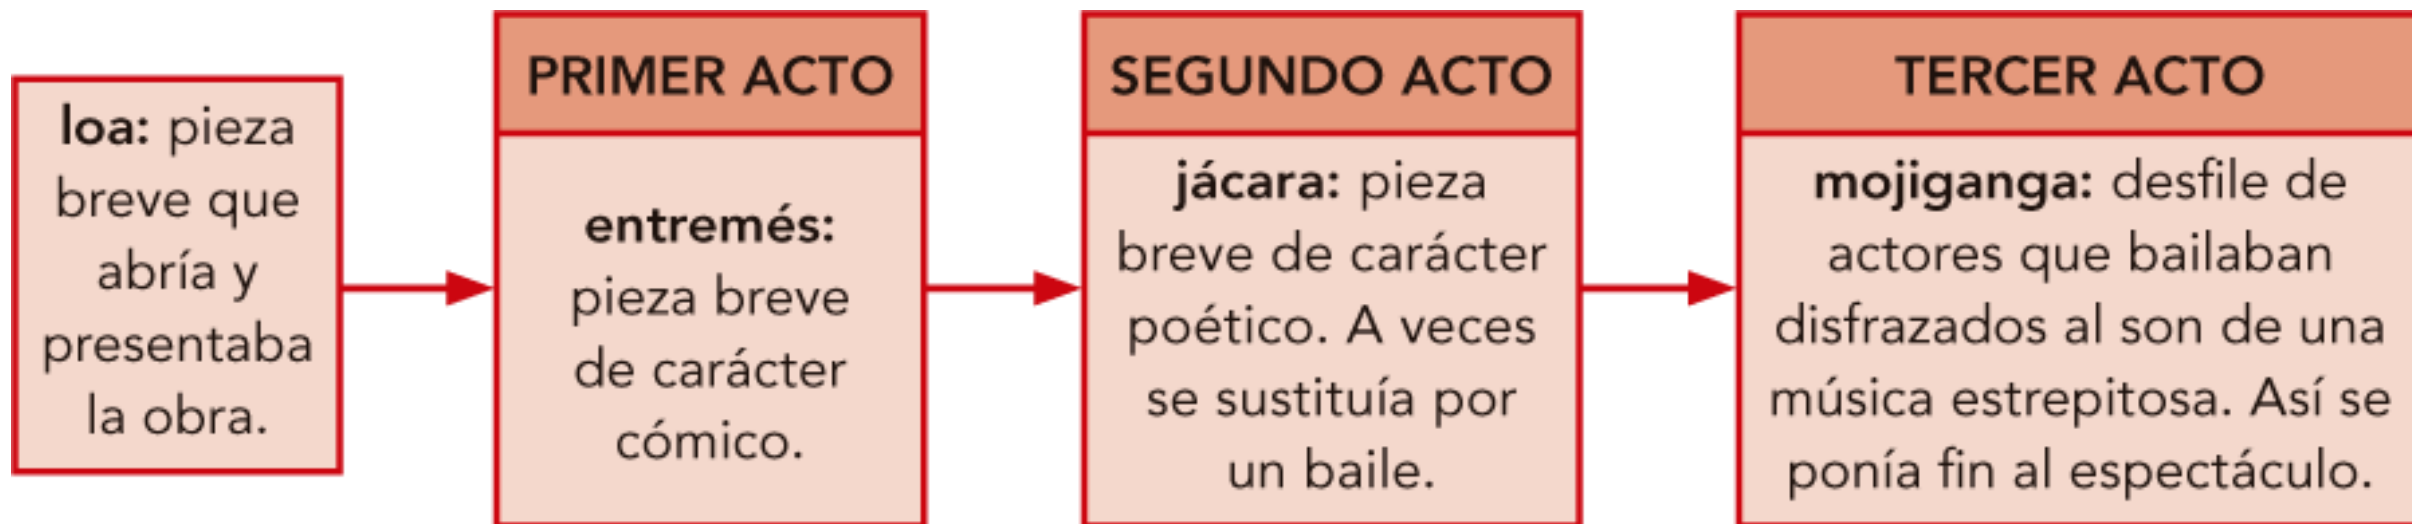 loa: pieza
breve que
abría y
presentaba
la obra.
PRIMER ACTO
entremés:
pieza breve
de carácter
cómico.
SEGUNDO ACTO
jácara: pieza
breve de carácter
poético. A veces
se sustituía por
un baile.
TERCER ACTO
mojiganga: desfile de
actores que bailaban
disfrazados al son de una
música estrepitosa. Así se
ponía fin al espectáculo.